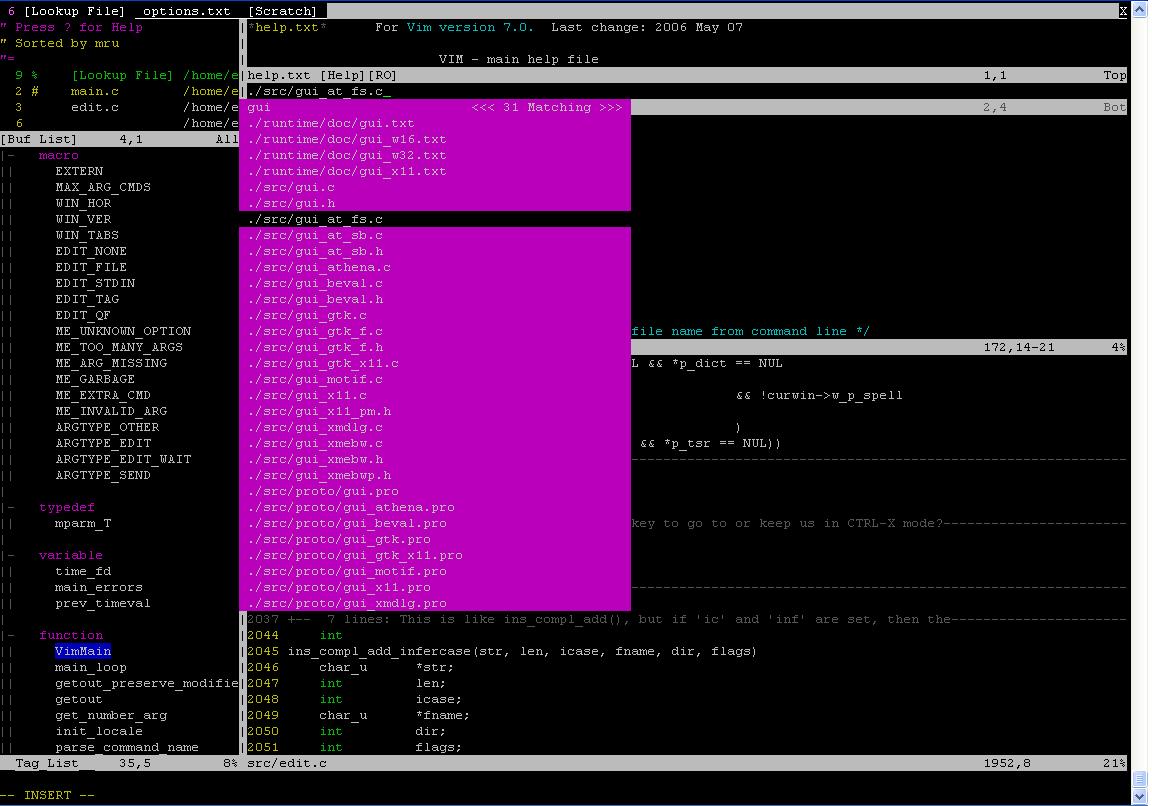 6 [Lookup File]  options.txt  [Scratch] X
" Press ? for Help
" Sorted by mru
"=
9 %    [Lookup File] /home/e
2 #    main.c        /home/e
3      edit.c        /home/e
6                    /home/e
[Buf List]     4,1         All
|-   macro
||     EXTERN
||     MAX_ARG_CMDS
||     WIN_HOR
||     WIN_VER
||     WIN_TABS
||     EDIT_NONE
||     EDIT_FILE
||     EDIT_STDIN
||     EDIT_TAG
||     EDIT_QF
||     ME_UNKNOWN_OPTION
||     ME_TOO_MANY_ARGS
||     ME_ARG_MISSING
||     ME_GARBAGE
||     ME_EXTRA_CMD
||     ME_INVALID_ARG
||     ARGTYPE_OTHER
||     ARGTYPE_EDIT
||     ARGTYPE_EDIT_WAIT
||     ARGTYPE_SEND
|
|-   typedef
||     mparm_T
|
|-   variable
||     time_fd
||     main_errors
||     prev_timeval
|
|-   function
||     VimMain
||     main_loop
||     getout_preserve_modifie
||     getout
||     get_number_arg
||     init_locale
||     parse_command_name
Tag List     35,5         8%
*help.txt*      For Vim version 7.0.  Last change: 2006 May 07
VIM - main help file
help.txt [Help][RO]                    1,1            Top
./src/gui_at_fs.c_
2,4            Bot
gui                         <<< 31 Matching >>>
./runtime/doc/gui.txt
./runtime/doc/gui_w16.txt
./runtime/doc/gui_w32.txt
./runtime/doc/gui_x11.txt
./src/gui.c
./src/gui.h
./src/gui_at_fs.c
./src/gui_at_sb.c
./src/gui_at_sb.h
./src/gui_athena.c
./src/gui_beval.c
./src/gui_beval.h
./src/gui_gtk.c
./src/gui_gtk_f.c
./src/gui_gtk_f.h
./src/gui_gtk_x11.c
./src/gui_motif.c
./src/gui_x11.c
./src/gui_x11_pm.h
./src/gui_xmdlg.c
./src/gui_xmebw.c
./src/gui_xmebw.h
./src/gui_xmebwp.h
./src/proto/gui.pro
./src/proto/gui_athena.pro
./src/proto/gui_beval.pro
./src/proto/gui_gtk.pro
./src/proto/gui_gtk_x11.pro
./src/proto/gui_motif.pro
./src/proto/gui_x11.pro
./src/proto/gui_xmdlg.pro
file name from command line */
172,14-21       4%
L && *p_dict == NUL
&& !curwin->w_p_spell
)
&& *p_tsr == NUL))
--------------------------------------------------------------
key to go to or keep us in CTRL-X mode?-----------------------
--------------------------------------------------------------
2037 +--  7 lines: This is like ins_compl_add(), but if 'ic' and 'inf' are set, then the----------------------
2044     int
2045 ins_compl_add_infercase(str, len, icase, fname, dir, flags)
2046     char_u      *str;
2047     int         len;
2048     int         icase;
2049     char_u      *fname;
2050     int         dir;
2051     int         flags;
src/edit.c                    1952,8         21%
-- INSERT --